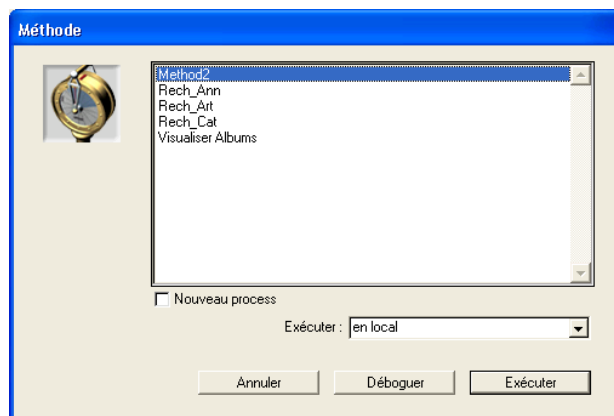 Méthode
Method2
Rech_Ann
Rech_Art
Rech_Cat
Visualiser Albums
Nouveau process
Exécuter : en local
Annuler Déboguer Exécuter